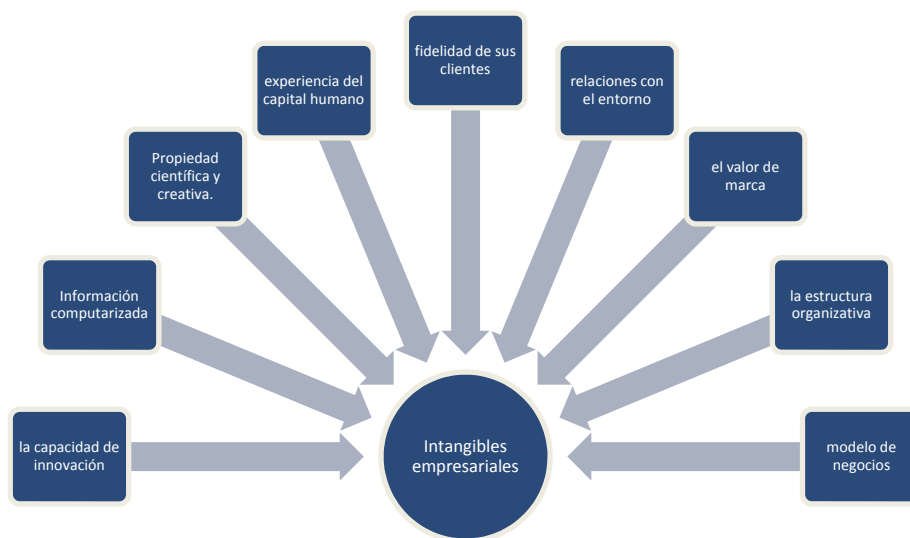 la capacidad de
innovación
Información
computarizada
Propiedad
científica y
creativa.
experiencia del
capital humano
fidelidad de sus
clientes
relaciones con
el entorno
el valor de
marca
la estructura
organizativa
modelo de
negocios
Intangibles
empresariales